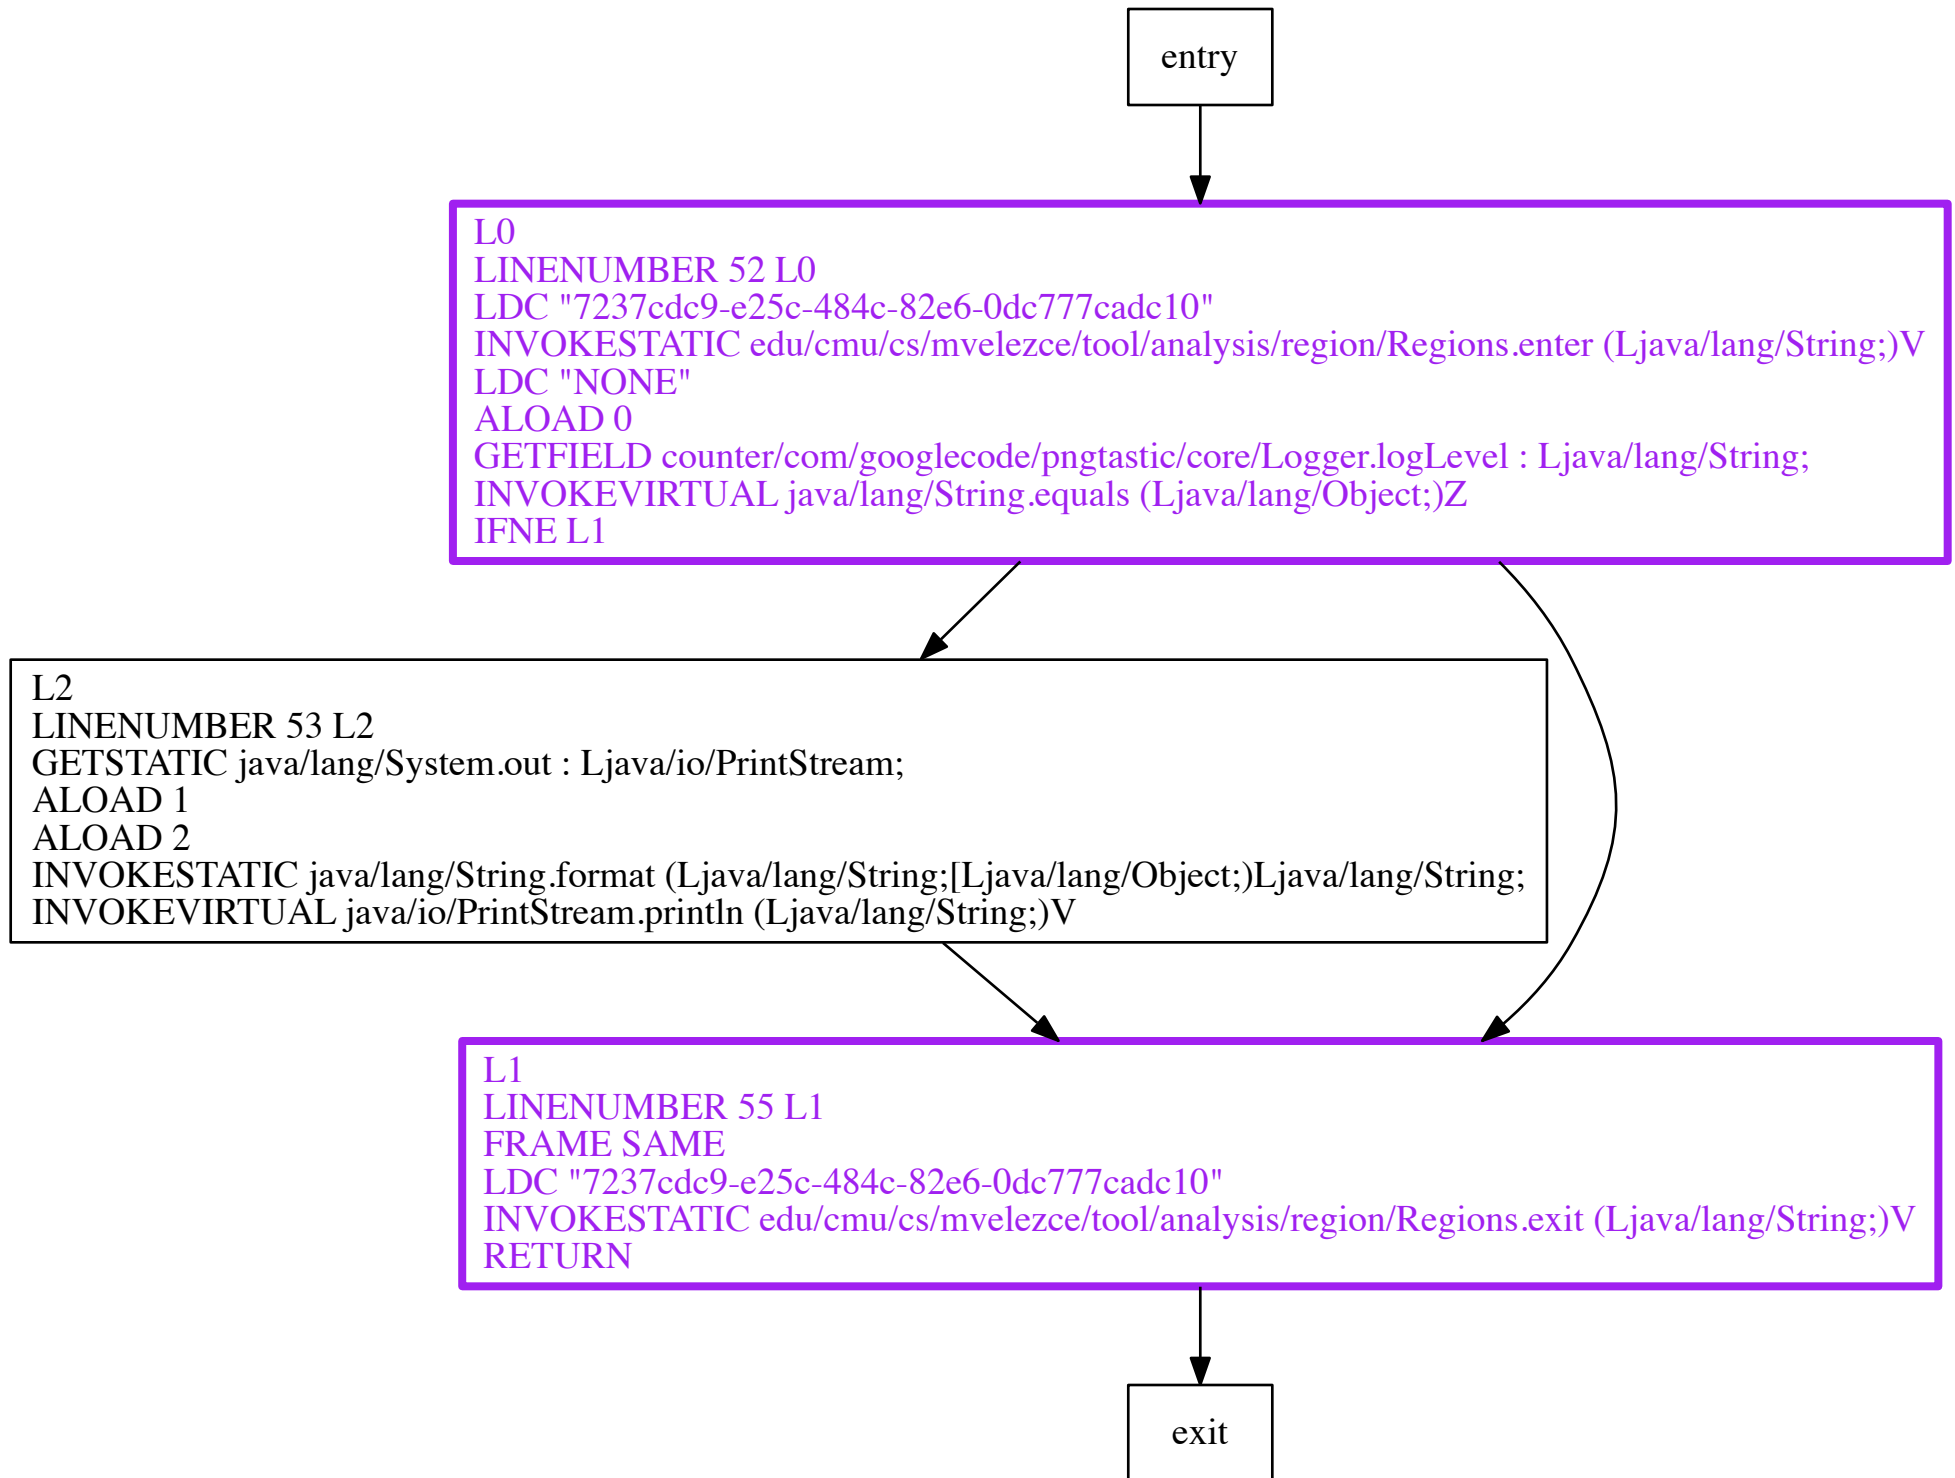 entry
L0
LINENUMBER 52 L0
LDC "7237cdc9-e25c-484c-82e6-0dc777cadc10"
INVOKESTATIC edu/cmu/cs/mvelezce/tool/analysis/region/Regions.enter (Ljava/lang/String;)V
LDC "NONE"
ALOAD 0
GETFIELD counter/com/googlecode/pngtastic/core/Logger.logLevel : Ljava/lang/String;
INVOKEVIRTUAL java/lang/String.equals (Ljava/lang/Object;)Z
IFNE L1
L2
LINENUMBER 53 L2
GETSTATIC java/lang/System.out : Ljava/io/PrintStream;
ALOAD 1
ALOAD 2
INVOKESTATIC java/lang/String.format (Ljava/lang/String;[Ljava/lang/Object;)Ljava/lang/String;
INVOKEVIRTUAL java/io/PrintStream.println (Ljava/lang/String;)V
L1
LINENUMBER 55 L1
FRAME SAME
LDC "7237cdc9-e25c-484c-82e6-0dc777cadc10"
INVOKESTATIC edu/cmu/cs/mvelezce/tool/analysis/region/Regions.exit (Ljava/lang/String;)V
RETURN
exit